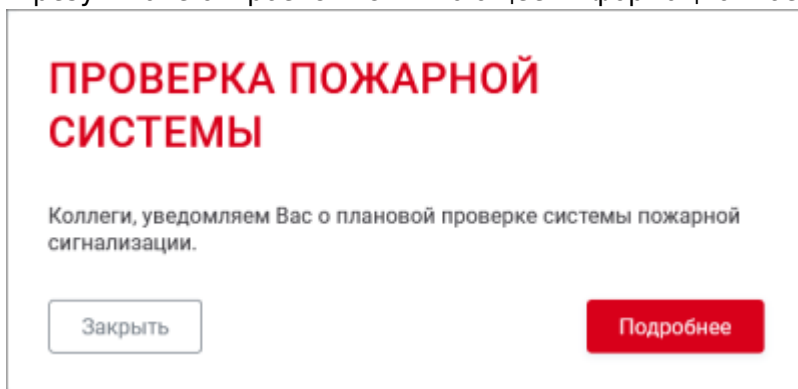 ПРОВЕРКА ПОЖАРНОЙ
СИСТЕМЫ
Коллеги, уведомляем Вас о плановой проверке системы пожарной
сигнализации.
Закрыть
Подробнее